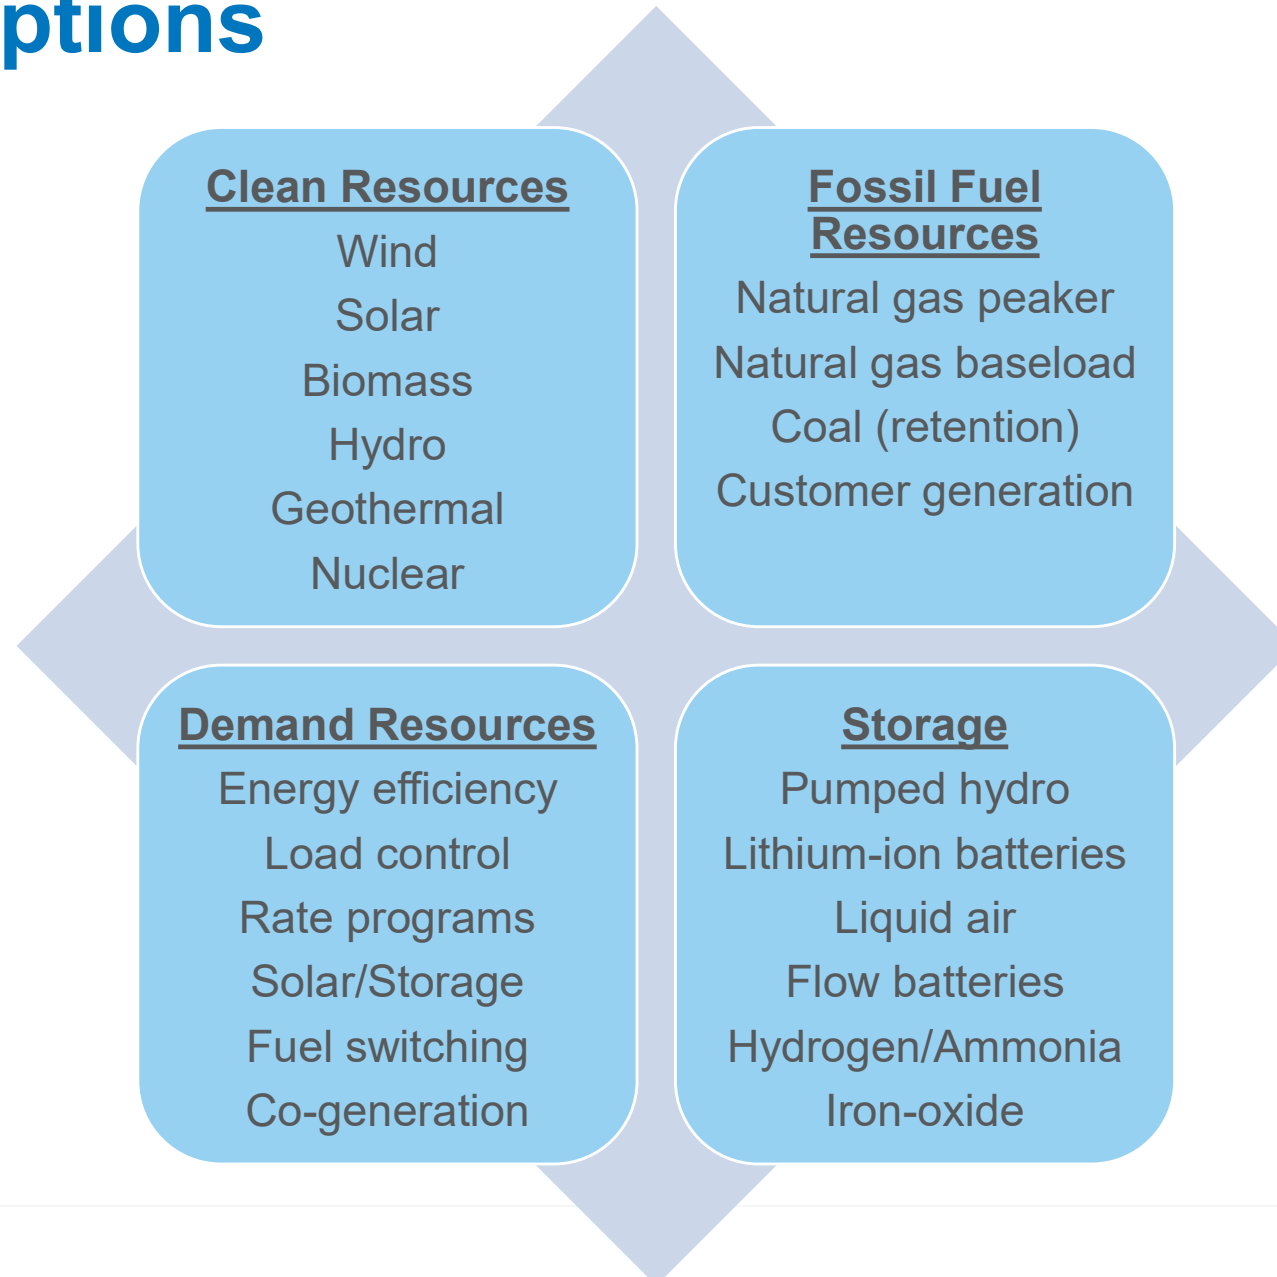 ptions
Clean Resources
Wind
Solar
Biomass
Hydro
Geothermal
Nuclear
Fossil Fuel
Resources
Natural gas peaker
Natural gas baseload
Coal (retention)
Customer generation
Demand Resources
Energy efficiency
Load control
Rate programs
Solar/Storage
Fuel switching
Co-generation
Storage
Pumped hydro
Lithium-ion batteries
Liquid air
Flow batteries
Hydrogen/Ammonia
Iron-oxide